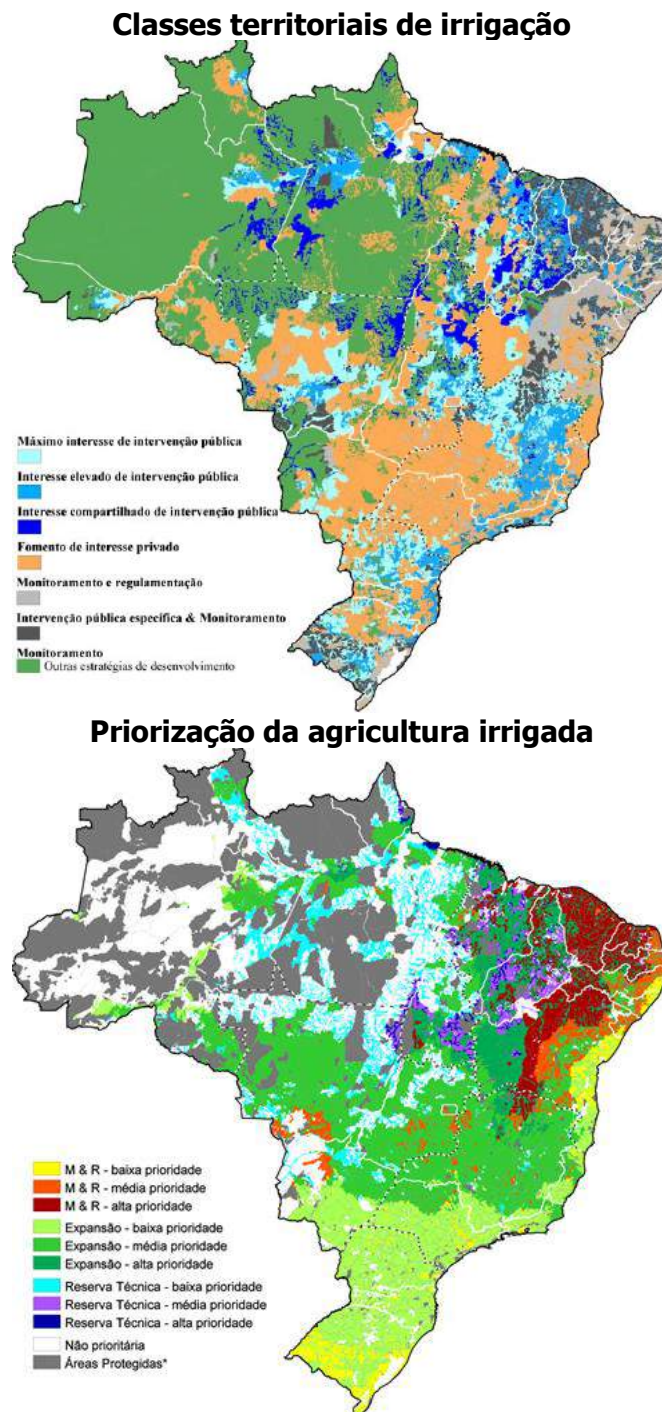 Classes territoriais de irrigação
Máximo interesse de intervenção pública
Interesse elevado de intervenção pública
Interesse compartilhado de intervenção pública
Fomento de interesse privado
Monitoramento e regulamentação
Intervenção pública específica & Monitoramento
Monitoramento
Outras estratégias de desenvolvimento
Priorização da agricultura irrigada
M & R - baixa prioridade
M & R - média prioridade
M & R - alta prioridade
Expansão - baixa prioridade
Expansão - média prioridade
Expansão - alta prioridade
Reserva Técnica - baixa prioridade
Reserva Técnica - média prioridade
Reserva Técnica - alta prioridade
Não prioritária
Áreas Protegidas*